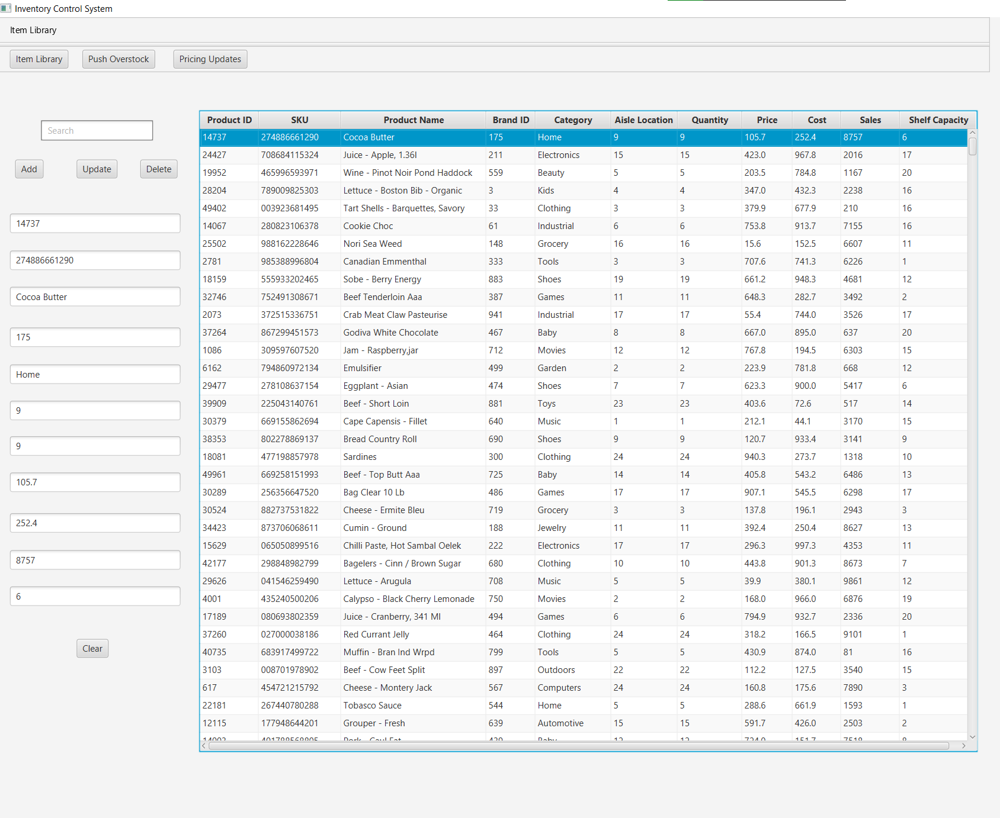 Inventory Control System
Item Library
Item Library Push Overstock Pricing Updates
Search
Add Update Delete
14737
274886661290
Cocoa Butter
175
Home
9
9
105.7
252.4
8757
6
Clear
Product ID SKU Product Name Brand ID Category Aisle Location Quantity Price Cost Sales Shelf Capacity
14737 274886661290 Cocoa Butter 175 Home 9 9 105.7 252.4 8757 6
24427 708684115324 Juice - Apple, 1.36l 211 Electronics 15 15 423.0 967.8 2016 17
19952 465996593971 Wine - Pinot Noir Pond Haddock 559 Beauty 5 5 203.5 784.8 1167 20
28204 789009825303 Lettuce - Boston Bib - Organic 3 Kids 4 4 347.0 432.3 2238 16
49402 003923681495 Tart Shells - Barquettes, Savory 33 Clothing 3 3 379.9 677.9 210 16
14067 280823106378 Cookie Choc 61 Industrial 6 6 753.8 913.7 7155 16
25502 988162228646 Nori Sea Weed 148 Grocery 16 16 15.6 152.5 6607 11
2781 985388996804 Canadian Emmenthal 333 Tools 3 3 707.6 741.3 6226 1
18159 555933202465 Sobe - Berry Energy 883 Shoes 19 19 661.2 948.3 4681 12
32746 752491308671 Beef Tenderloin Aaa 387 Games 11 11 648.3 282.7 3492 2
2073 372515336751 Crab Meat Claw Pasteurise 941 Industrial 17 17 55.4 744.0 3526 17
37264 867299451573 Godiva White Chocolate 467 Baby 8 8 667.0 895.0 637 20
1086 309597607520 Jam - Raspberry,jar 712 Movies 12 12 767.8 194.5 6303 15
6162 794860972134 Emulsifier 499 Garden 2 2 223.9 781.8 668 12
29477 278108637154 Eggplant - Asian 474 Shoes 7 7 623.3 900.0 5417 6
39909 225043140761 Beef - Short Loin 881 Toys 23 23 403.6 72.6 517 14
30379 669155862694 Cape Capensis - Fillet 640 Music 1 1 212.1 44.1 3170 15
38353 802278869137 Bread Country Roll 690 Shoes 9 9 120.7 933.4 3141 9
18081 477198857978 Sardines 300 Clothing 24 24 940.3 273.7 1318 10
49961 669258151993 Beef - Top Butt Aaa 725 Baby 14 14 405.8 543.2 6486 13
30289 256356647520 Bag Clear 10 Lb 486 Games 17 17 907.1 545.5 6298 17
30524 882737531822 Cheese - Ermite Bleu 719 Grocery 3 3 137.8 196.1 2943 3
34423 873706068611 Cumin - Ground 188 Jewelry 11 11 392.4 250.4 8627 13
15629 065050899516 Chilli Paste, Hot Sambal Oelek 222 Electronics 17 17 296.3 997.3 4353 11
42177 298848982799 Bagelers - Cinn / Brown Sugar 680 Clothing 10 10 443.8 901.3 8673 7
29626 041546259490 Lettuce - Arugula 708 Music 5 5 39.9 380.1 9861 12
4001 435240500206 Calypso - Black Cherry Lemonade 750 Movies 2 2 168.0 966.0 6876 19
17189 080693802359 Juice - Cranberry, 341 Ml 494 Games 6 6 794.9 932.7 2336 20
37260 027000038186 Red Currant Jelly 464 Clothing 24 24 318.2 166.5 9101 1
40735 683917499722 Muffin - Bran Ind Wrpd 799 Tools 5 5 430.9 874.0 81 16
3103 008701978902 Beef - Cow Feet Split 897 Outdoors 22 22 112.2 127.5 3540 15
617 454721215792 Cheese - Montery Jack 567 Computers 24 24 160.8 175.6 7890 3
22181 267440780288 Tobasco Sauce 544 Home 5 5 288.6 661.9 1593 1
12115 177948644201 Grouper - Fresh 639 Automotive 15 15 591.7 426.0 2503 2